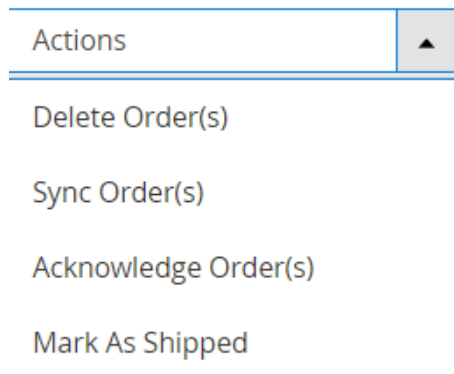 Actions
Delete Order(s)
Sync Order(s)
Acknowledge Order(s)
Mark As Shipped